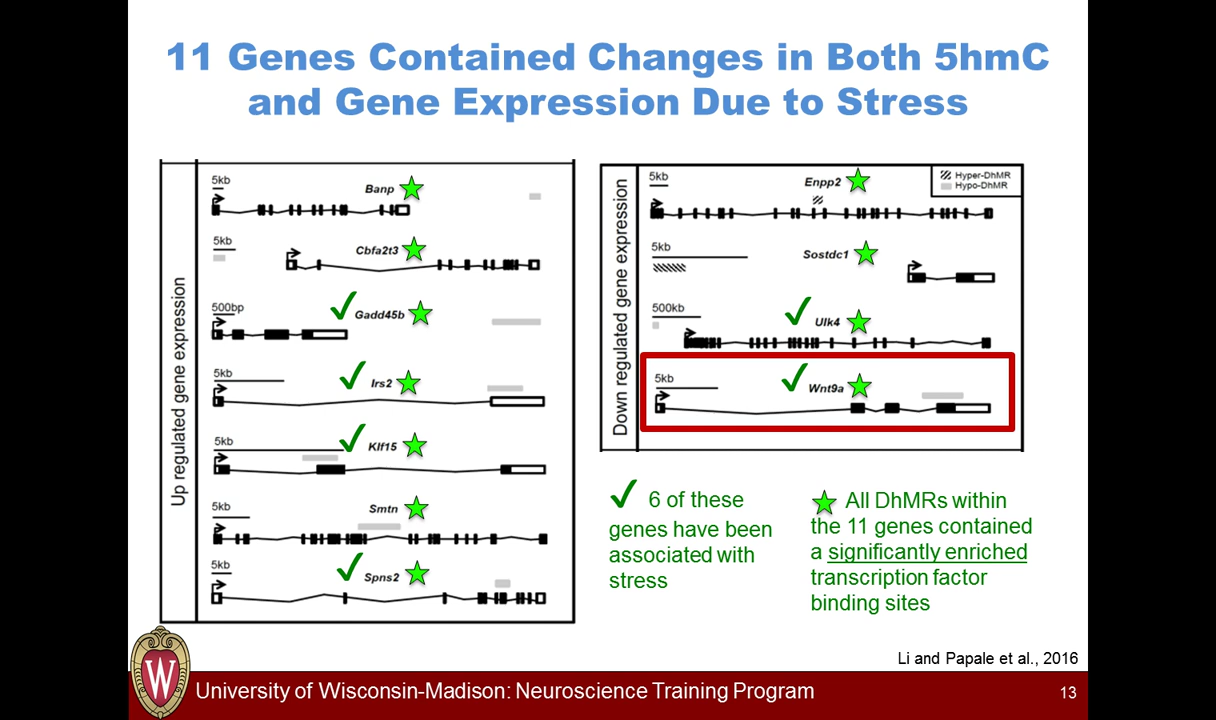 11 Genes Contained Changes in Both 5hmC
and Gene Expression Due to Stress
Up regulated gene expression
5kb
Banp
5kb
Cbfa2t3
500bp
Gadd45b
5kb
Irs2
5kb
Klf15
5kb
Smtn
5kb
Spns2
Down regulated gene expression
Hyper-DhMR
Hypo-DhMR
5kb
Enpp2
5kb
Sostdc1
500kb
Ulk4
5kb
Wnt9a
6 of these
genes have been
associated with
stress
All DhMRs within
the 11 genes contained
a significantly enriched
transcription factor
binding sites
Li and Papale et al., 2016
W
University of Wisconsin-Madison: Neuroscience Training Program
13